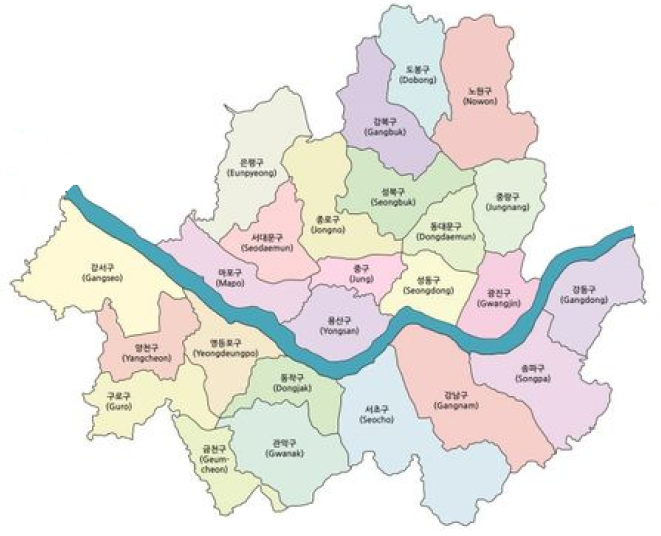 도봉구
(Dobong)
노원구
(Nowon)
강북구
(Gangbuk)
은평구
(Eunpyeong)
성북구
(Seongbuk)
중랑구
(Jungnang)
종로구
(Jongno)
동대문구
(Dongdaemun)
서대문구
(Seodaemun)
강서구
(Gangseo)
마포구
(Mapo)
중구
(Jung)
성동구
(Seongdong)
광진구
(Gwangjin)
강동구
(Gangdong)
용산구
(Yongsan)
양천구
(Yangcheon)
영등포구
(Yeongdeungpo)
송파구
(Songpa)
동작구
(Dongjak)
구로구
(Guro)
서초구
(Seocho)
강남구
(Gangnam)
금천구
(Geum-
cheon)
관악구
(Gwanak)